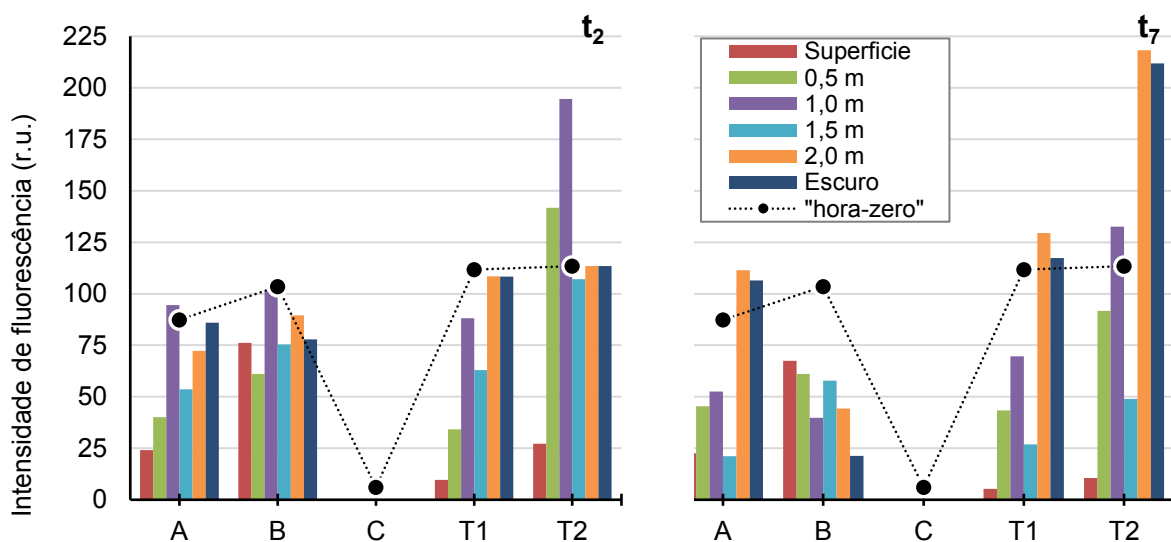 t2
t7
Intensidade de fluorescência (r.u.)
225
200
175
150
125
100
75
50
25
0
Superficie
0,5 m
1,0 m
1,5 m
2,0 m
Escuro
"hora-zero"
A B C T1 T2
A B C T1 T2